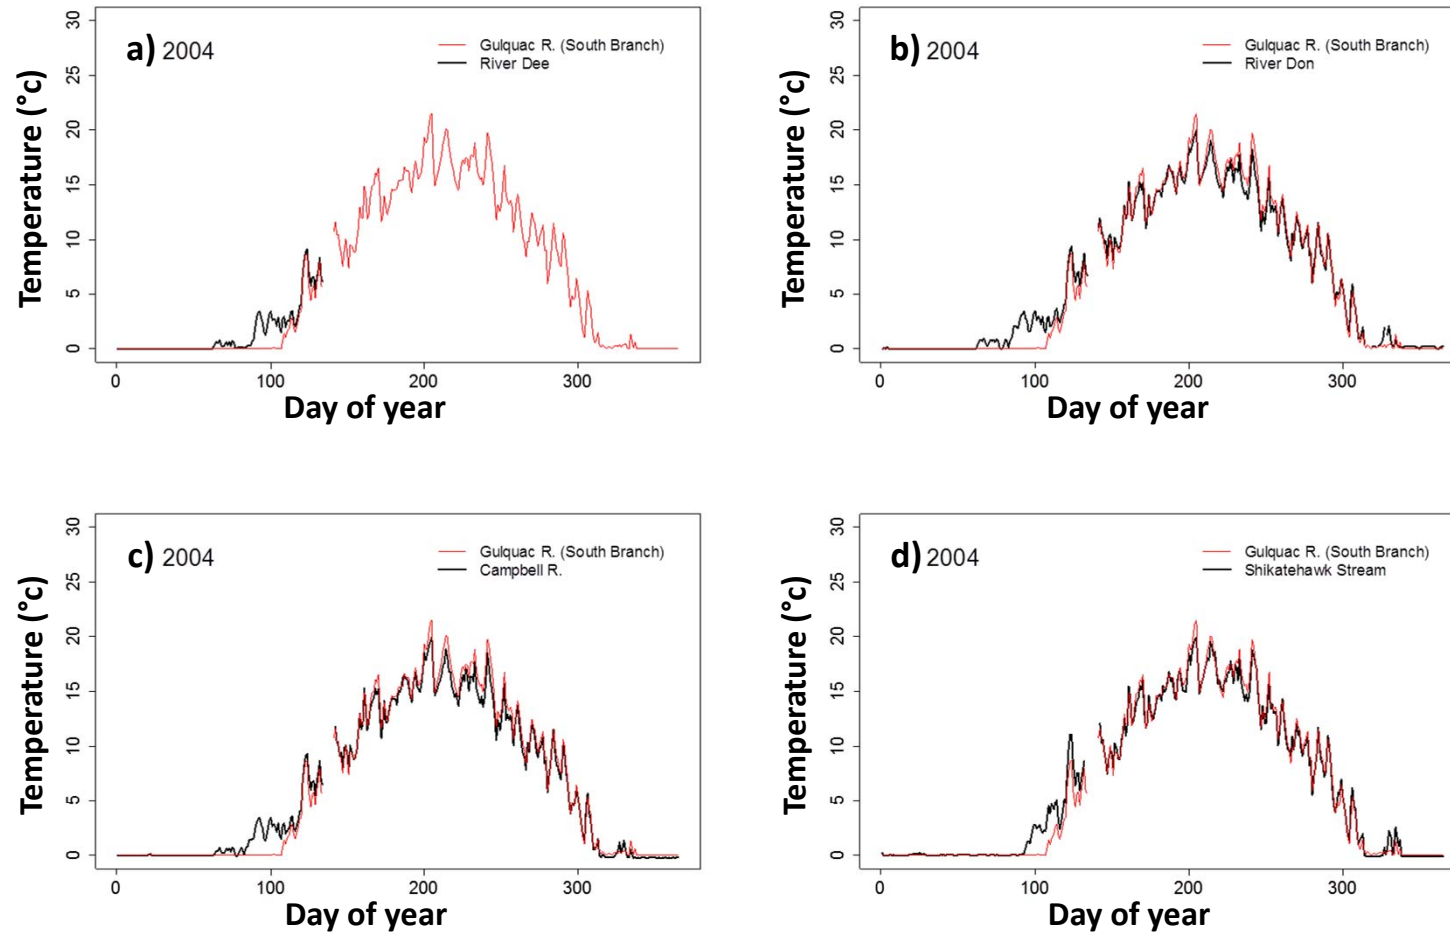 a) 2004
Gulquac R. (South Branch)
River Dee
30
25
20
15
10
5
0
Temperature (°c)
0 100 200 300
Day of year
b) 2004
Gulquac R. (South Branch)
River Don
30
25
20
15
10
5
0
Temperature (°c)
0 100 200 300
Day of year
c) 2004
Gulquac R. (South Branch)
Campbell R.
30
25
20
15
10
5
0
Temperature (°c)
0 100 200 300
Day of year
d) 2004
Gulquac R. (South Branch)
Shikatehawk Stream
30
25
20
15
10
5
0
Temperature (°c)
0 100 200 300
Day of year